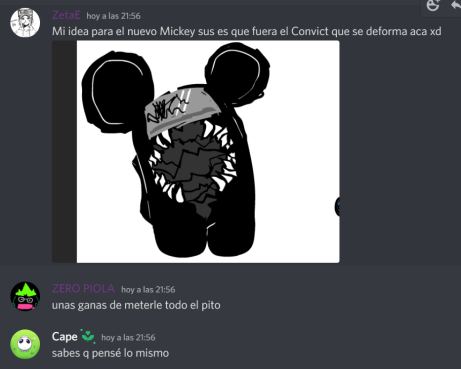 ZetaE hoy a las 21:56
Mi idea para el nuevo Mickey sus es que fuera el Convict que se deforma aca xd
ZERO PIOLA hoy a las 21:56
unas ganas de meterle todo el pito
Cape hoy a las 21:56
sabes q pensé lo mismo